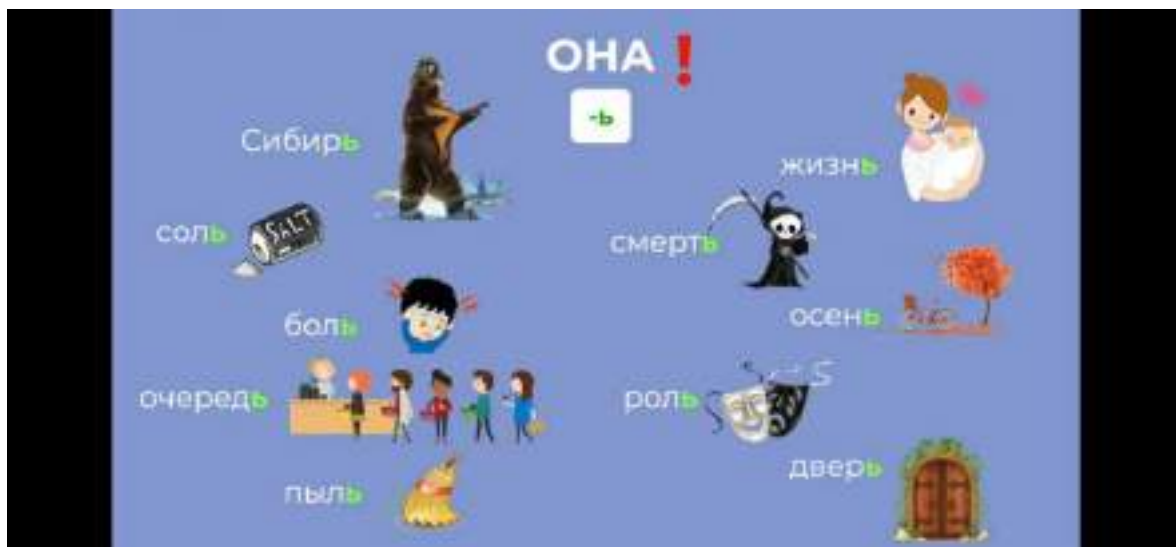 ОНА!
-ь
Сибирь
жизнь
соль
SALT
смерть
боль
осень
очередь
роль
пыль
дверь